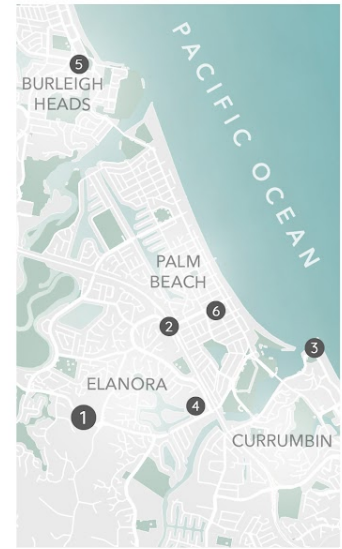 PACIFIC OCEAN
5
BURLEIGH
HEADS
PALM
BEACH
6
2
3
ELANORA
4
1
CURRUMBIN